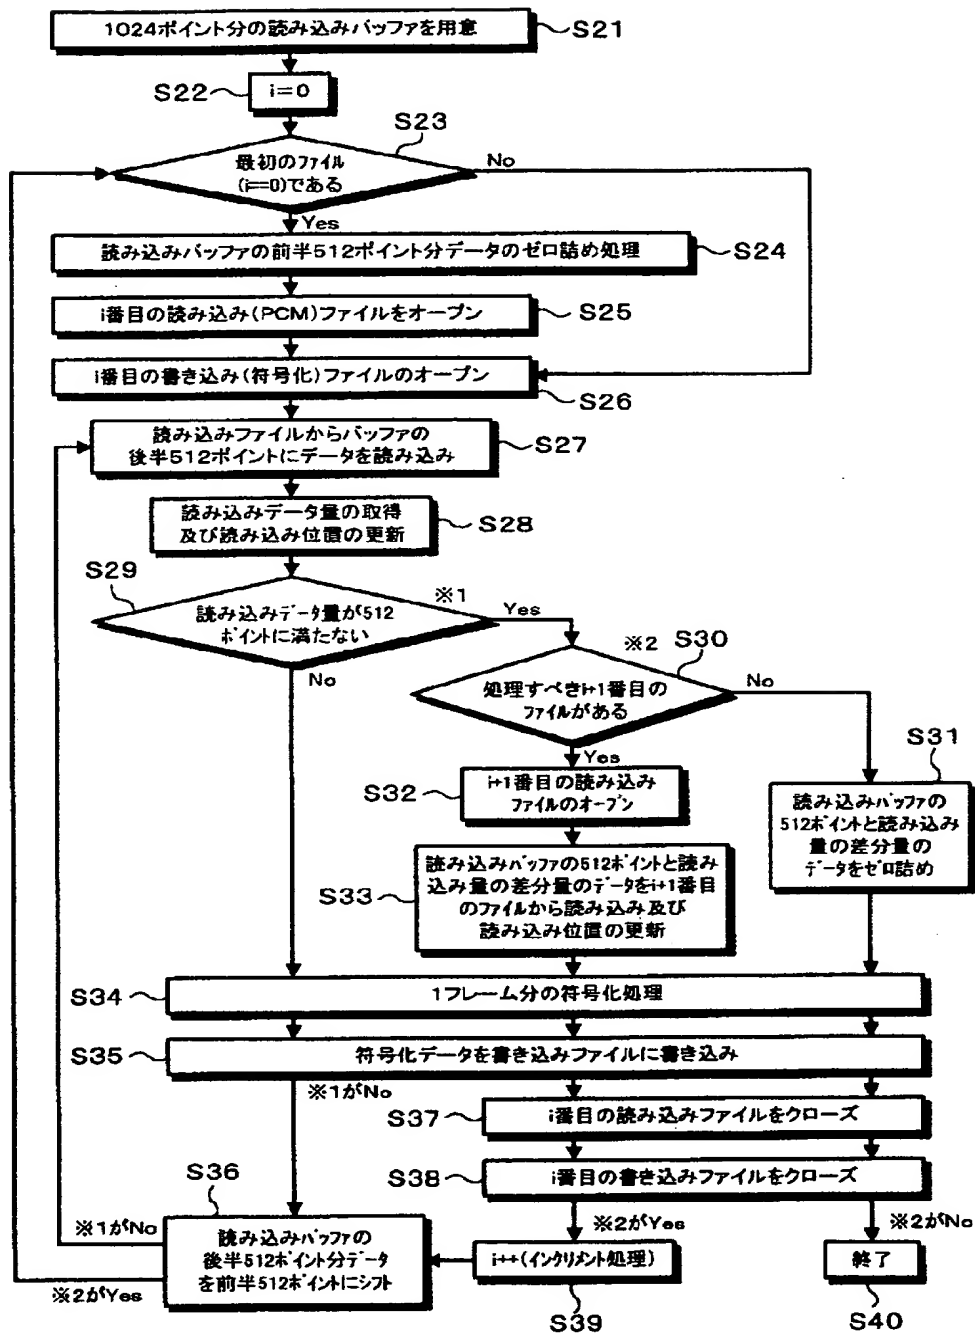 1024ポイント分の読み込みバッファを用意
S21
S22
i=0
S23
最初のファイル
(i==0)である
No
Yes
読み込みバッファの前半512ポイント分データのゼロ詰め処理
S24
i番目の読み込み(PCM)ファイルをオープン
S25
i番目の書き込み(符号化)ファイルのオープン
S26
読み込みファイルからバッファの
後半512ポイントにデータを読み込み
S27
読み込みデータ量の取得
及び読み込み位置の更新
S28
S29
※1
読み込みデータ量が512
ポイントに満たない
Yes
No
※2
S30
処理すべきi+1番目の
ファイルがある
No
Yes
S31
読み込みバッファの
512ポイントと読み込み
量の差分量の
データをゼロ詰め
S32
i+1番目の読み込み
ファイルのオープン
S33
読み込みバッファの512ポイントと読み
込み量の差分量のデータをi+1番目
のファイルから読み込み及び
読み込み位置の更新
S34
1フレーム分の符号化処理
S35
符号化データを書き込みファイルに書き込み
※1がNo
S37
i番目の読み込みファイルをクローズ
S38
i番目の書き込みファイルをクローズ
S36
※1がNo
※2がYes
読み込みバッファの
後半512ポイント分データ
を前半512ポイントにシフト
※2がYes
※2がNo
i++(インクリメント処理)
S39
終了
S40